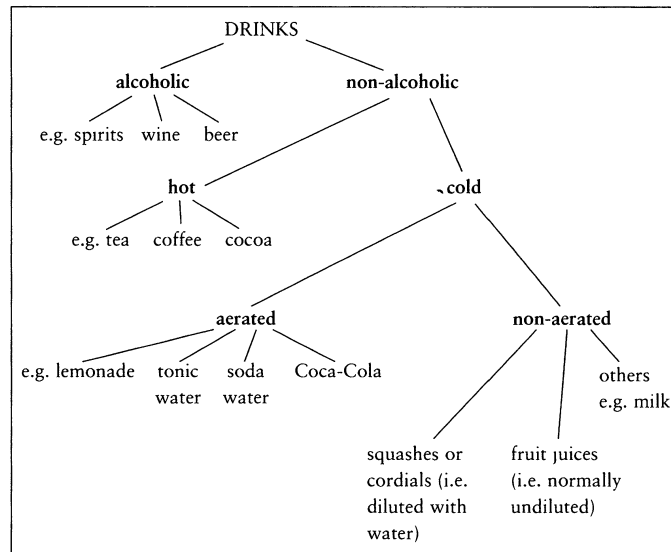 DRINKS
alcoholic non-alcoholic
e.g. spirits wine beer
hot cold
e.g. tea coffee cocoa
aerated non-aerated
e.g. lemonade tonic water soda water Coca-Cola
others
e.g. milk
squashes or
cordials (i.e.
diluted with
water)
fruit juices
(i.e. normally
undiluted)